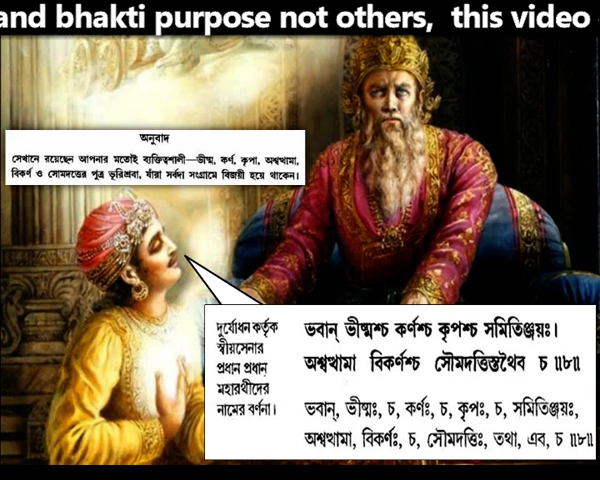 and bhakti purpose not others, this video
অনুবাদ
সেখানে রয়েছেন আপনার মতোই ব্যক্তিত্বশালী—ভীষ্ম, কর্ণ, কৃপা, অশ্বত্থামা,
বিকর্ণ ও সোমদত্তের পুত্র ভূরিশ্রবা, যাঁরা সর্বদা সংগ্রামে বিজয়ী হয়ে থাকেন।
দুর্যোধন কর্তৃক
স্বীয়সেনার
প্রধান প্রধান্
মহারথীদের
নামের বর্ণনা।
ভবান্ ভীষ্মশ্চ কর্ণশ্চ কৃপশ্চ সমিতিঞ্জয়ঃ।
অশ্বত্থামা বিকর্ণশ্চ সৌমদত্তিস্তথৈব চ ॥৮॥
ভবান্, ভীষ্মঃ, চ, কর্ণঃ, চ, কৃপঃ, চ, সমিতিঞ্জয়ঃ,
অশ্বত্থামা, বিকর্ণঃ, চ, সৌমদত্তিঃ, তথা, এব, চ ॥৮॥